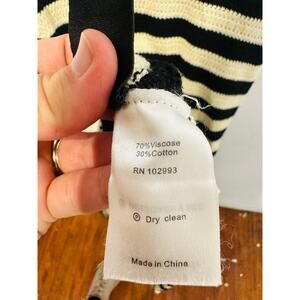 70%Viscose
30%Cotton
RN 102993
Ⓟ Dry clean
Made in China